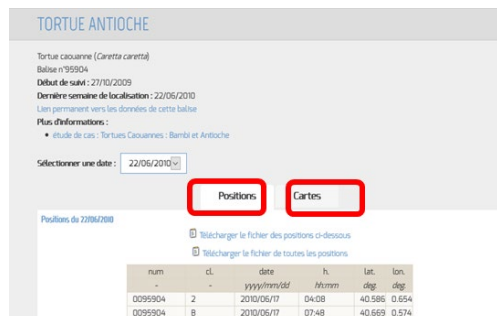 TORTUE ANTIOCHE
Tortue caouanne (Caretta caretta)
Balise n°95904
Début de suivi : 27/10/2009
Dernière semaine de localisation : 22/06/2010
Lien permanent vers les données de cette balise
Plus d'informations :
étude de cas : Tortues Caouannes : Bambi et Antioche
Sélectionner une date : 22/06/2010
Positions Cartes
Positions du 22/06/2010
Télécharger le fichier des positions ci-dessous
Télécharger le fichier de toutes les positions
num cl. date h. lat. lon.
- - yyyy/mm/dd hh:mm deg. deg.
0095904 2 2010/06/17 04:08 40.586 0.654
0095904 B 2010/06/17 07:48 40.669 0.574